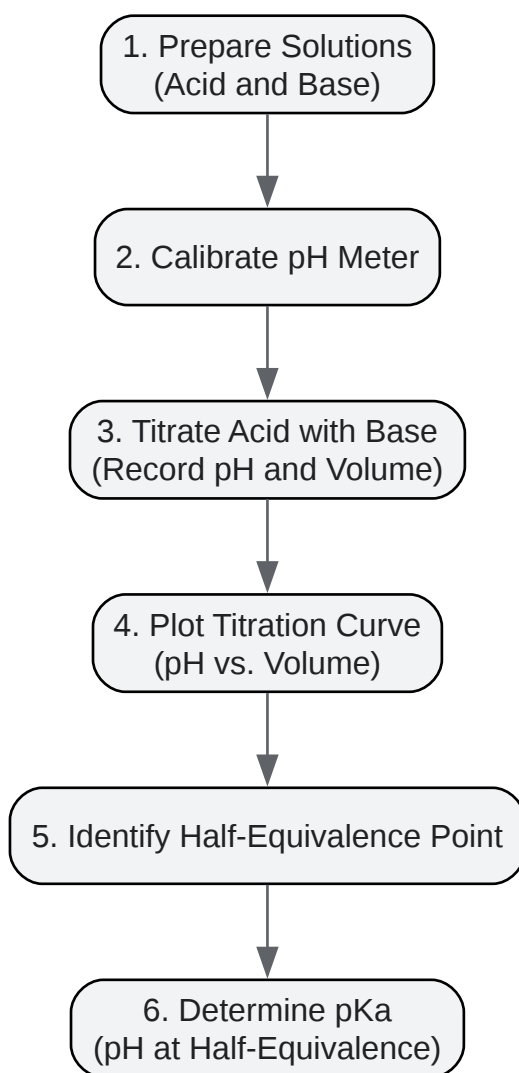 1. Prepare Solutions
(Acid and Base)
2. Calibrate pH Meter
3. Titrate Acid with Base
(Record pH and Volume)
4. Plot Titration Curve
(pH vs. Volume)
5. Identify Half-Equivalence Point
6. Determine pKa
(pH at Half-Equivalence)